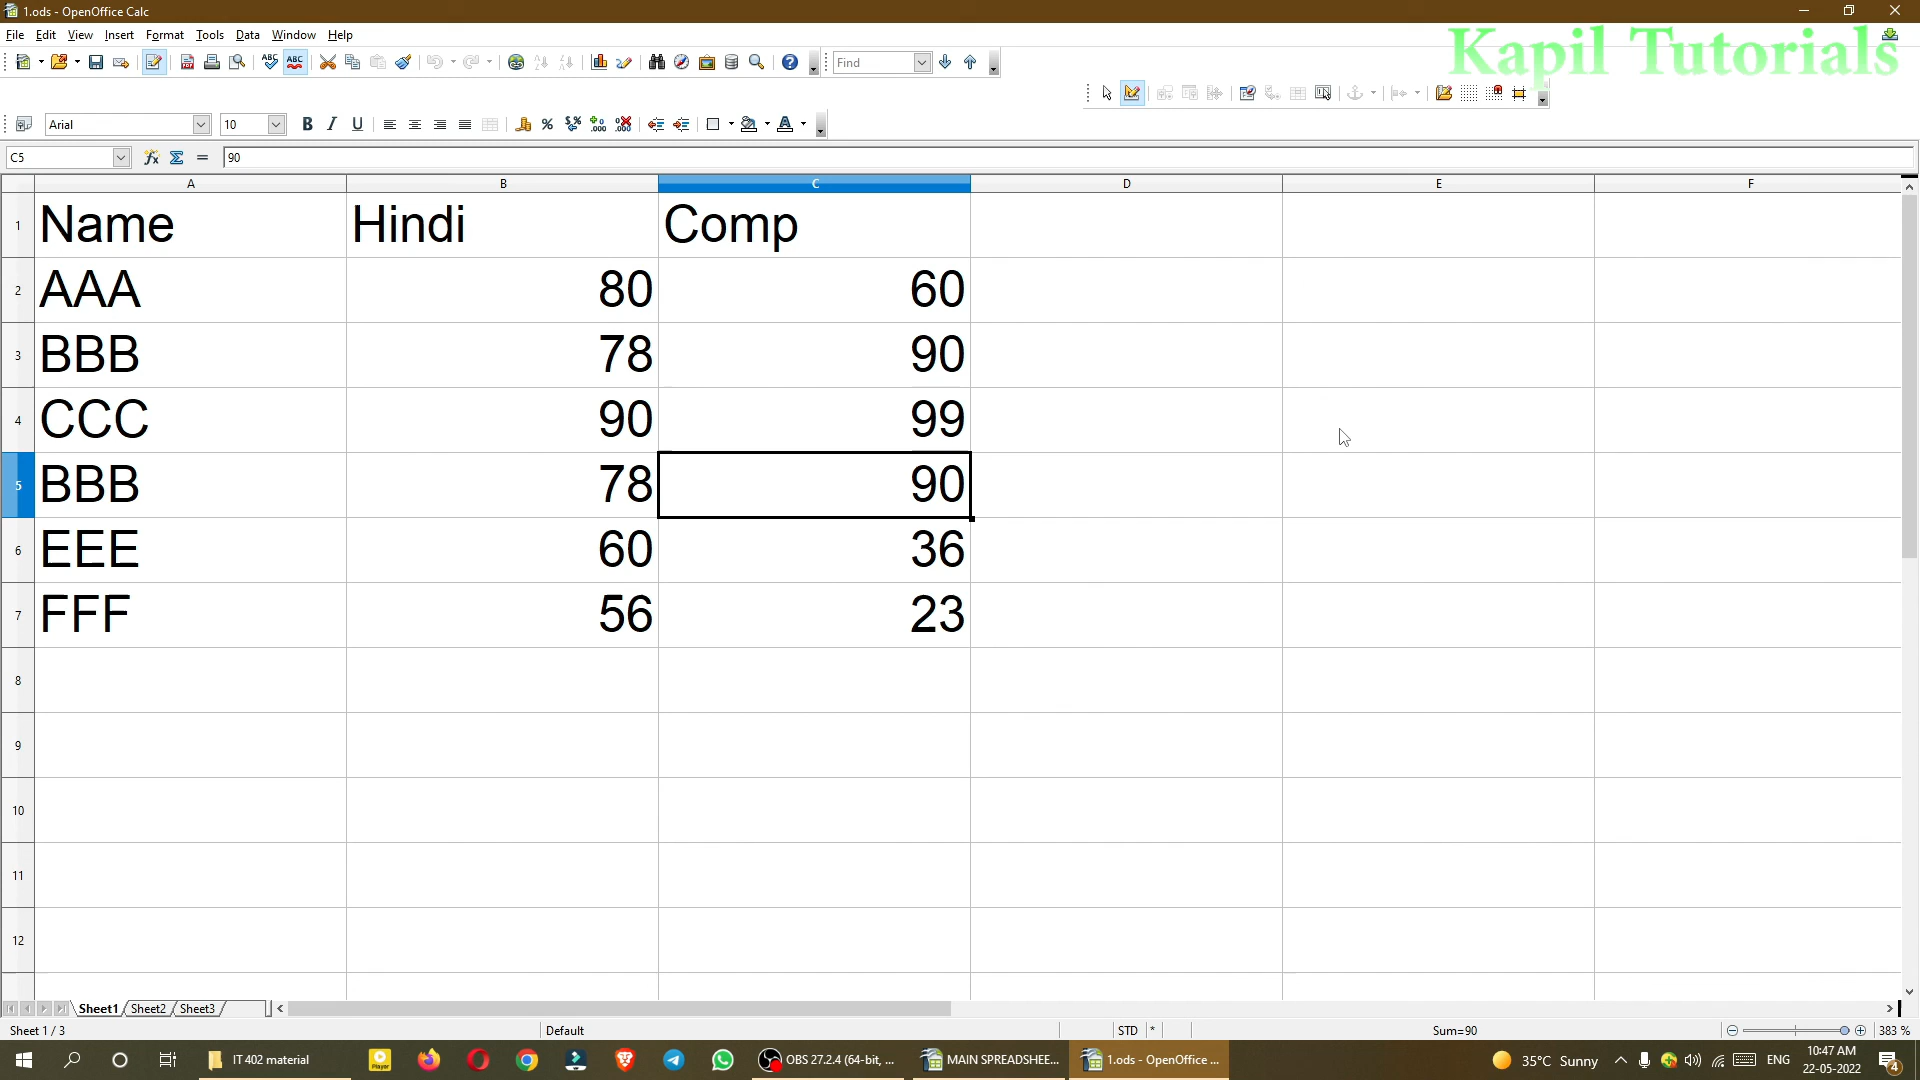 1.ods - OpenOffice Calc
File Edit View Insert Format Tools Data Window Help
Kapil Tutorials
Find
Arial 10
C5 90
A B C D E F
1 Name Hindi Comp
2 AAA 80 60
3 BBB 78 90
4 CCC 90 99
5 BBB 78 90
6 EEE 60 36
7 FFF 56 23
8
9
10
11
12
Sheet1 Sheet2 Sheet3
Sheet 1 / 3 Default STD * Sum=90 383 %
IT 402 material OBS 27.2.4 (64-bit, ... MAIN SPREADSHEE... 1.ods - OpenOffice ... 35°C Sunny ENG 10:47 AM
22-05-2022 4